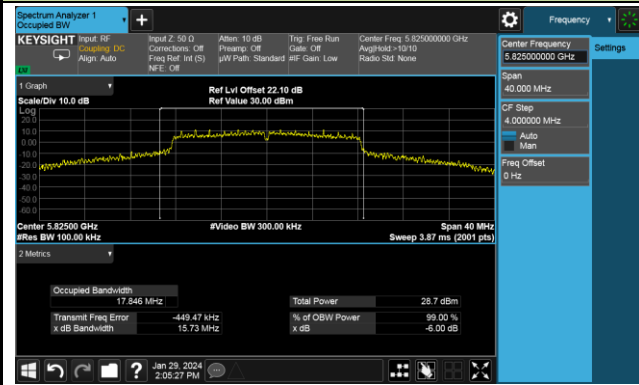 Spectrum Analyzer 1
Occupied BW
Frequency
KEYSIGHT
Input: RF
Coupling: DC
Align: Auto
Input Z: 50 Ω
Corrections: Off
Freq Ref: Int (S)
NFE: Off
Atten: 10 dB
Preamp: Off
µW Path: Standard
Trig: Free Run
Gate: Off
#IF Gain: Low
Center Freq: 5.825000000 GHz
Avg|Hold:>10/10
Radio Std: None
Center Frequency
5.825000000 GHz
Settings
Span
40.000 MHz
CF Step
4.000000 MHz
Auto
Man
Freq Offset
0 Hz
1 Graph
Scale/Div 10.0 dB
Ref Lvl Offset 22.10 dB
Ref Value 30.00 dBm
Log
20.0
10.0
0.00
-10.0
-20.0
-30.0
-40.0
-50.0
-60.0
Center 5.82500 GHz
#Res BW 100.00 kHz
#Video BW 300.00 kHz
Span 40 MHz
Sweep 3.87 ms (2001 pts)
2 Metrics
Occupied Bandwidth
17.846 MHz
Total Power 28.7 dBm
Transmit Freq Error -449.47 kHz
% of OBW Power 99.00 %
x dB Bandwidth 15.73 MHz
x dB -6.00 dB
Jan 29, 2024
2:05:27 PM